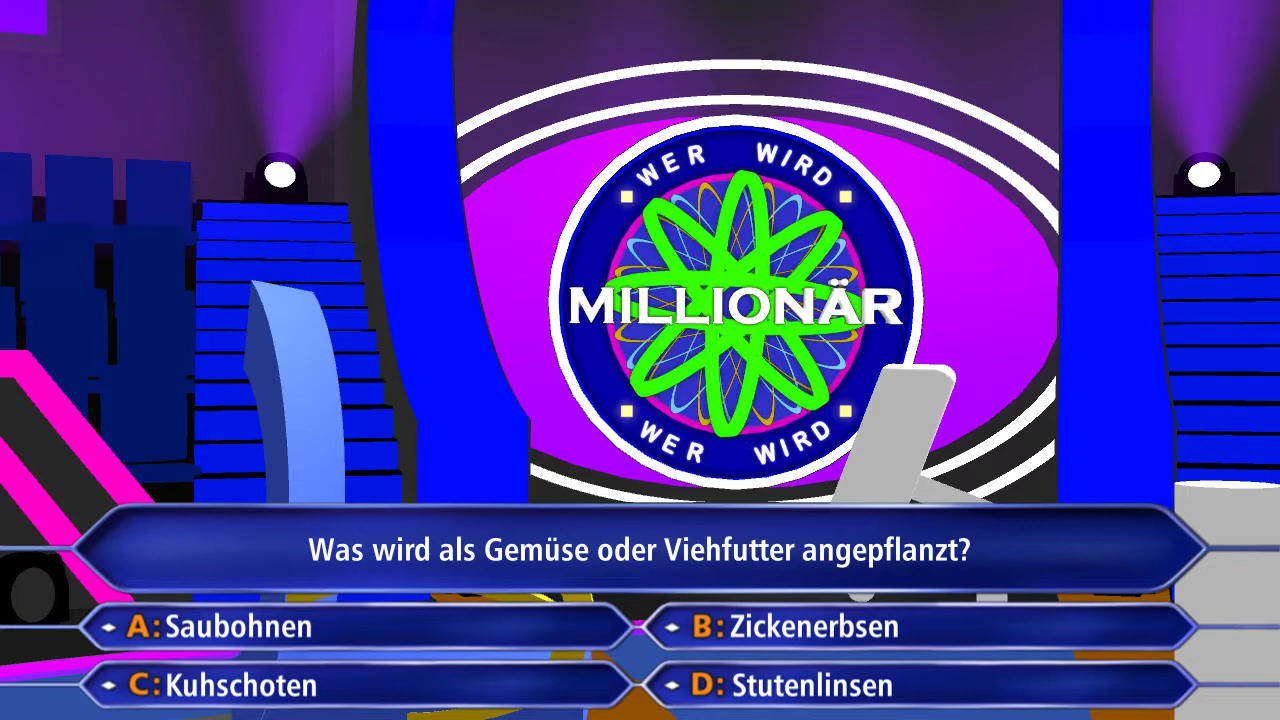 WER WIRD
MILLIONÄR
WER WIRD
Was wird als Gemüse oder Viehfutter angepflanzt?
A: Saubohnen
B: Zickenerbsen
C: Kuhschoten
D: Stutenlinsen